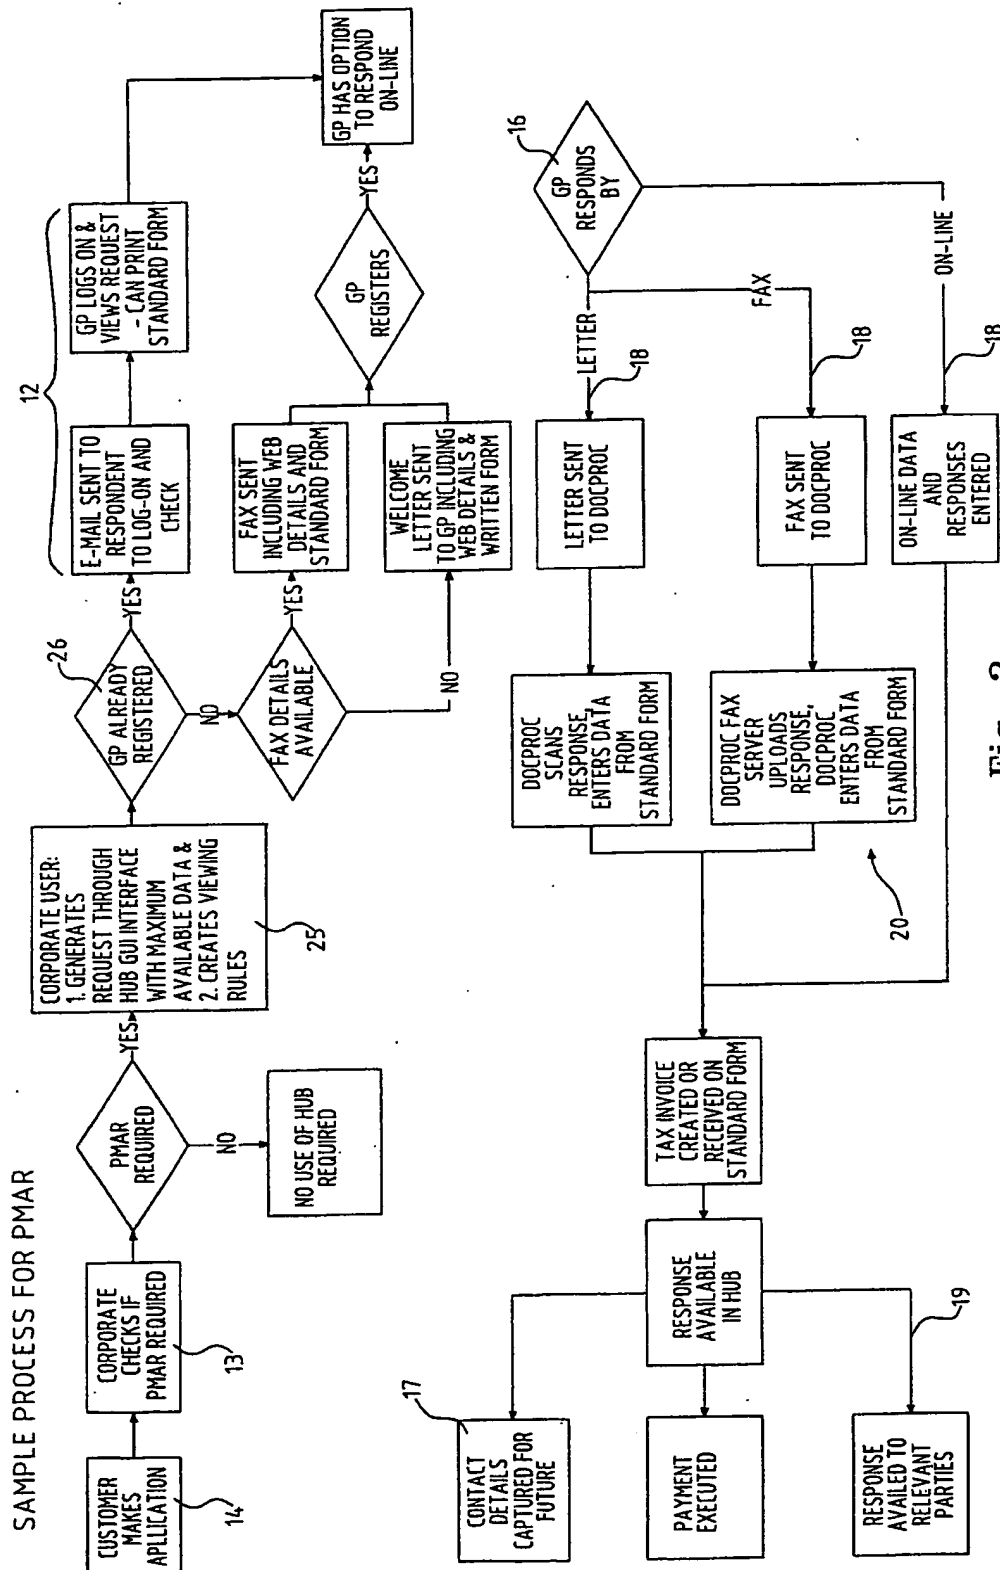 SAMPLE PROCESS FOR PMAR
CUSTOMER
MAKES
APLLICATION
14
CORPORATE
CHECKS IF
PMAR REQUIRED
13
PMAR
REQUIRED
YES
NO
NO USE OF HUB
REQUIRED
CORPORATE USER:
1. GENERATES
REQUEST THROUGH
HUB GUI INTERFACE
WITH MAXIMUM
AVAILABLE DATA &
2. CREATES VIEWING
RULES
25
GP ALREADY
REGISTERED
26
YES
NO
FAX DETAILS
AVAILABLE
YES
NO
12
E-MAIL SENT TO
RESPONDENT
TO LOG-ON AND
CHECK
GP LOGS ON &
VIEWS REQUEST
- CAN PRINT
STANDARD FORM
FAX SENT
INCLUDING WEB
DETAILS AND
STANDARD FORM
WELCOME
LETTER SENT
TO GP INCLUDING
WEB DETAILS &
WRITTEN FORM
GP
REGISTERS
YES
GP HAS OPTION
TO RESPOND
ON-LINE
16
GP
RESPONDS
BY
LETTER
18
FAX
18
ON-LINE
18
LETTER SENT
TO DOCPROC
FAX SENT
TO DOCPROC
ON-LINE DATA
AND
RESPONSES
ENTERED
DOCPROC
SCANS
RESPONSE,
ENTERS DATA
FROM
STANDARD FORM
DOCPROC FAX
SERVER
UPLOADS
RESPONSE,
DOCPROC
ENTERS DATA
FROM
STANDARD FORM
20
TAX INVOICE
CREATED OR
RECEIVED ON
STANDARD FORM
RESPONSE
AVAILABLE
IN HUB
17
CONTACT
DETAILS
CAPTURED FOR
FUTURE
PAYMENT
EXECUTED
19
RESPONSE
AVAILED TO
RELEVANT
PARTIES